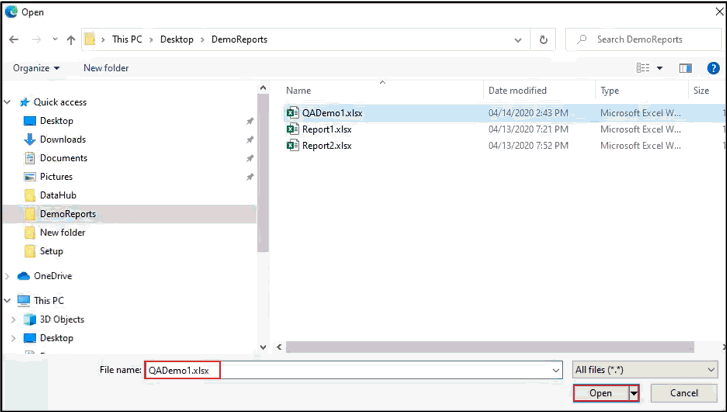 Open
This PC > Desktop > DemoReports
Search DemoReports
Organize
New folder
Name
Date modified
Type
Size
QADemo1.xlsx 04/14/2020 2:43 PM Microsoft Excel W... 1
Report1.xlsx 04/13/2020 7:21 PM Microsoft Excel W... 1
Report2.xlsx 04/13/2020 7:52 PM Microsoft Excel W... 1
Quick access
Desktop
Downloads
Documents
Pictures
DataHub
DemoReports
New folder
Setup
OneDrive
This PC
3D Objects
Desktop
File name: QADemo1.xlsx
All files (*.*)
Open
Cancel